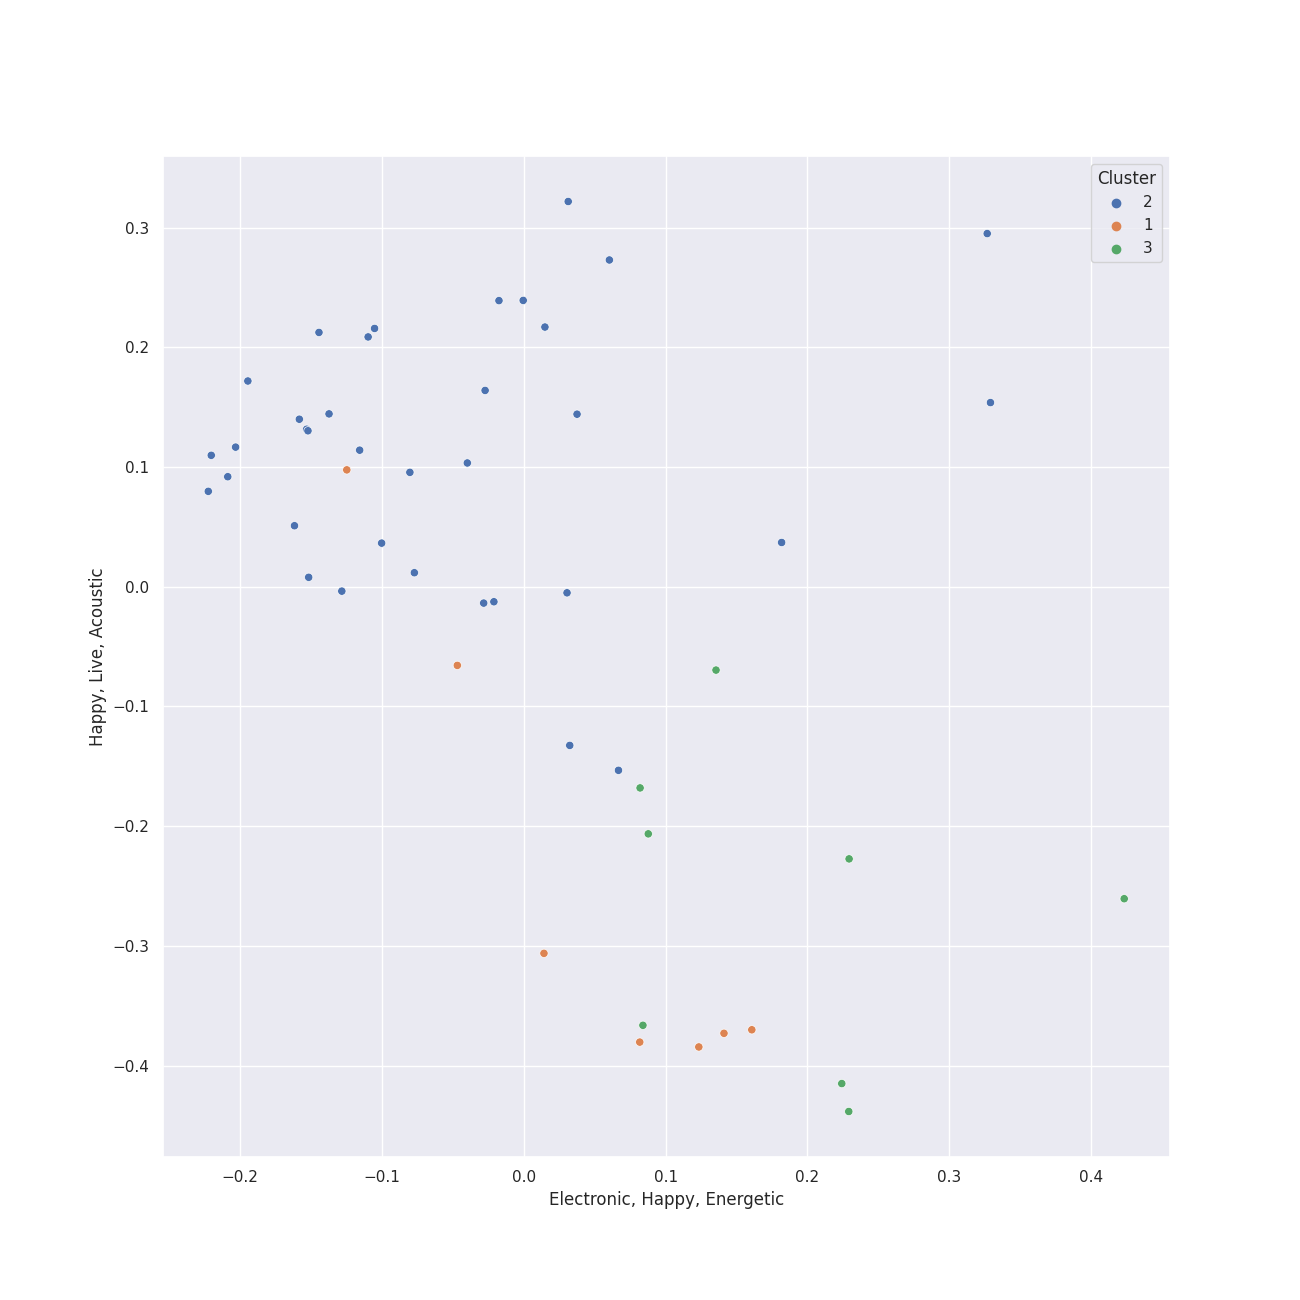 Cluster
2
1
3
0.3
0.2
0.1
0.0
−0.1
−0.2
−0.3
−0.4
Happy, Live, Acoustic
−0.2 −0.1 0.0 0.1 0.2 0.3 0.4
Electronic, Happy, Energetic